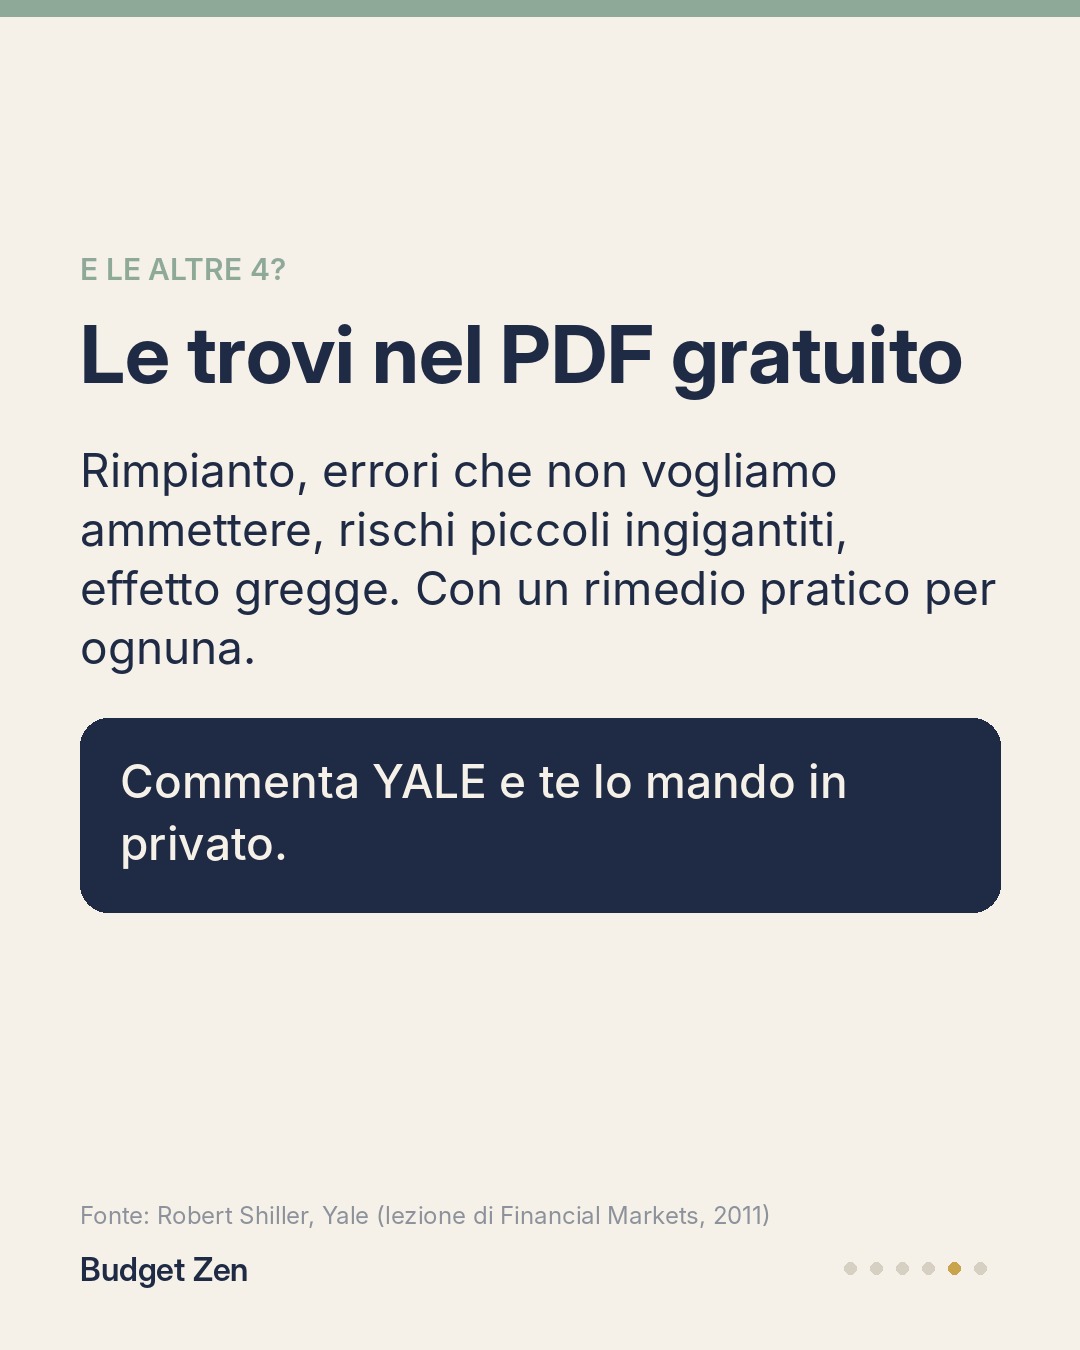 E LE ALTRE 4?
Le trovi nel PDF gratuito
Rimpianto, errori che non vogliamo
ammettere, rischi piccoli ingigantiti,
effetto gregge. Con un rimedio pratico per
ognuna.
Commenta YALE e te lo mando in
privato.
Fonte: Robert Shiller, Yale (lezione di Financial Markets, 2011)
Budget Zen